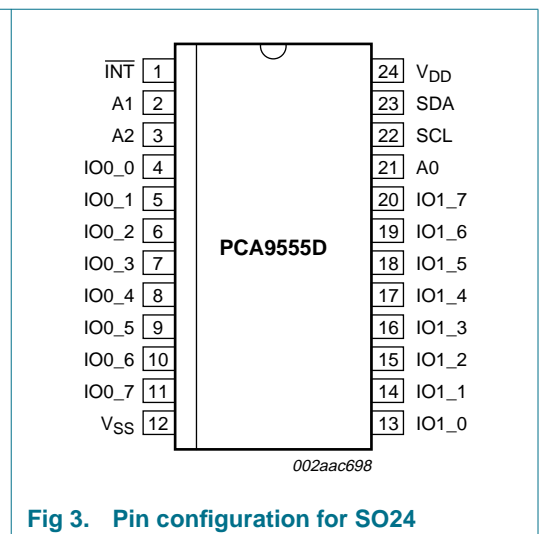 INT 1
A1 2
A2 3
IO0_0 4
IO0_1 5
IO0_2 6
IO0_3 7
IO0_4 8
IO0_5 9
IO0_6 10
IO0_7 11
VSS 12
PCA9555D
24 VDD
23 SDA
22 SCL
21 A0
20 IO1_7
19 IO1_6
18 IO1_5
17 IO1_4
16 IO1_3
15 IO1_2
14 IO1_1
13 IO1_0
002aac698
Fig 3. Pin configuration for SO24